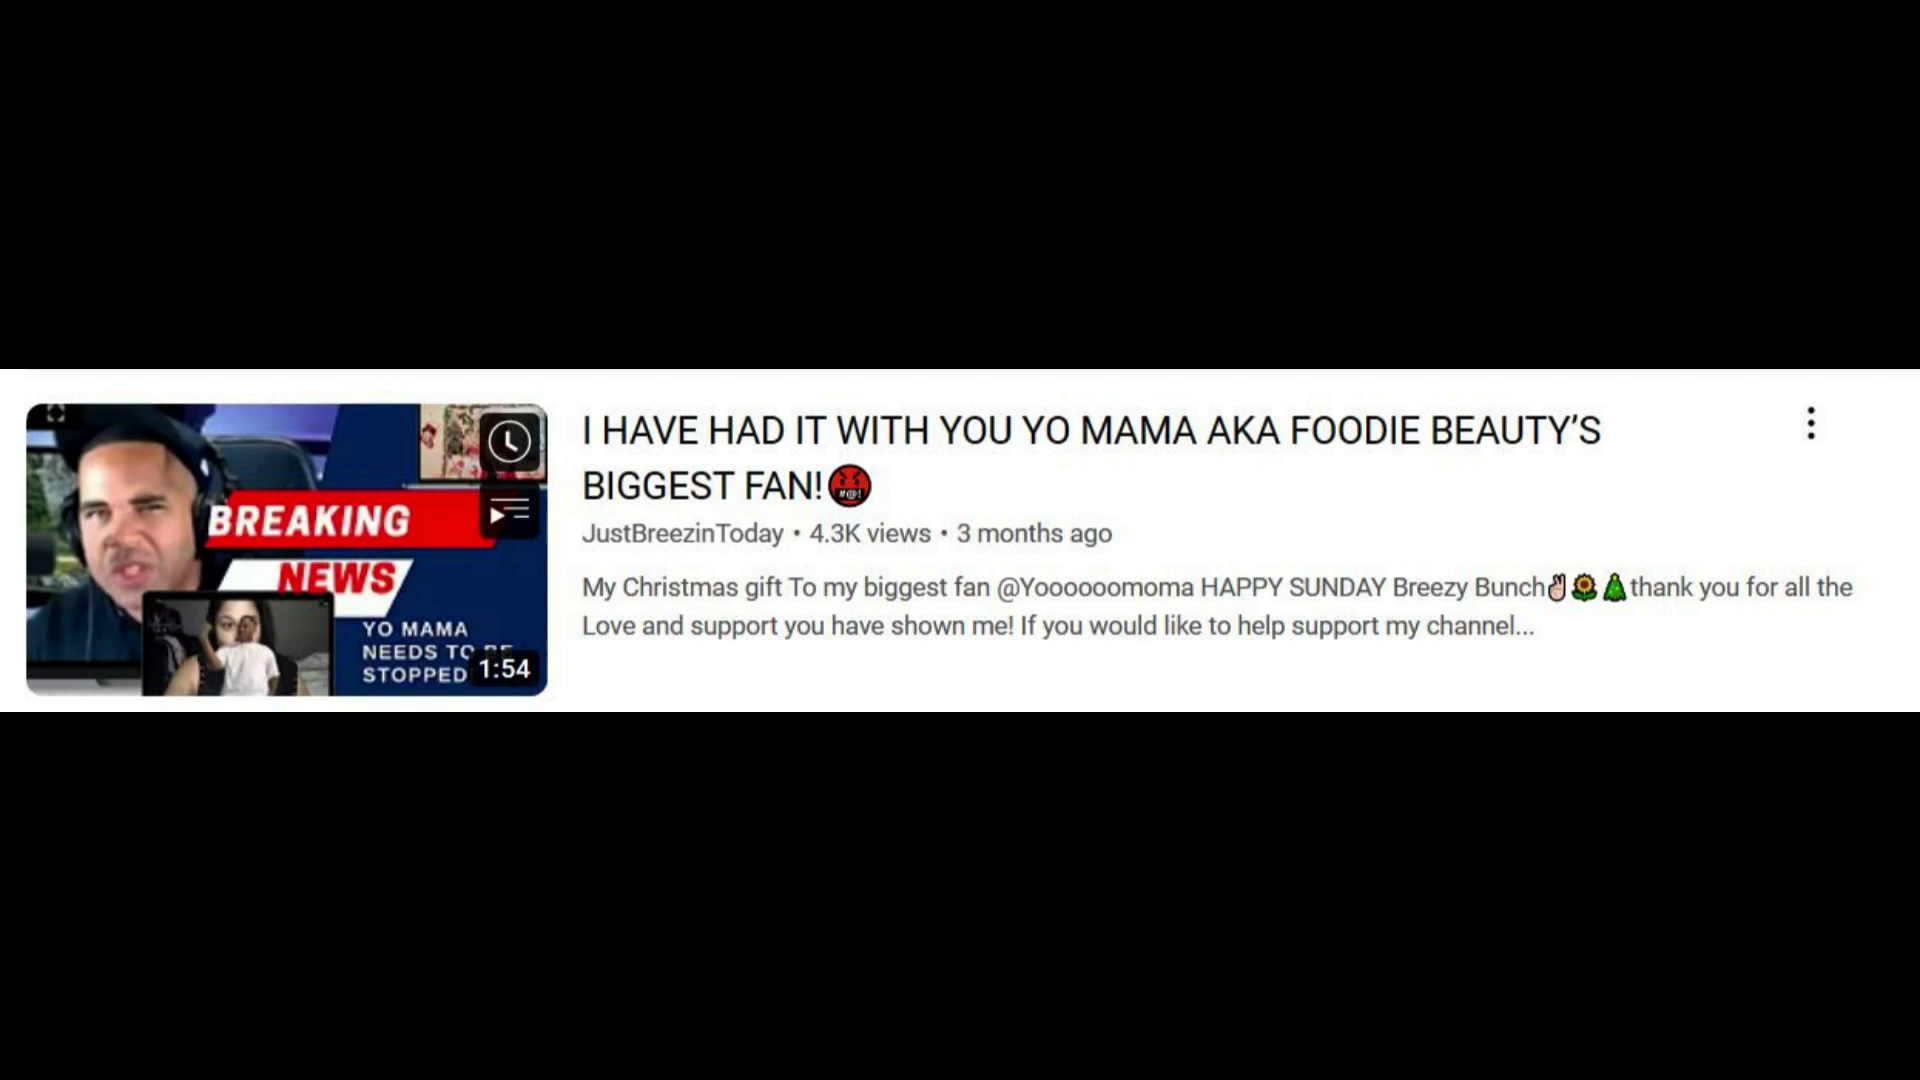 I HAVE HAD IT WITH YOU YO MAMA AKA FOODIE BEAUTY’S
BIGGEST FAN!🤬
JustBreezinToday • 4.3K views • 3 months ago
My Christmas gift To my biggest fan @Yoooooomoma HAPPY SUNDAY Breezy Bunch✌🏻🌻🎄thank you for all the
Love and support you have shown me! If you would like to help support my channel...
BREAKING
NEWS
YO MAMA
NEEDS TO BE
STOPPED
1:54